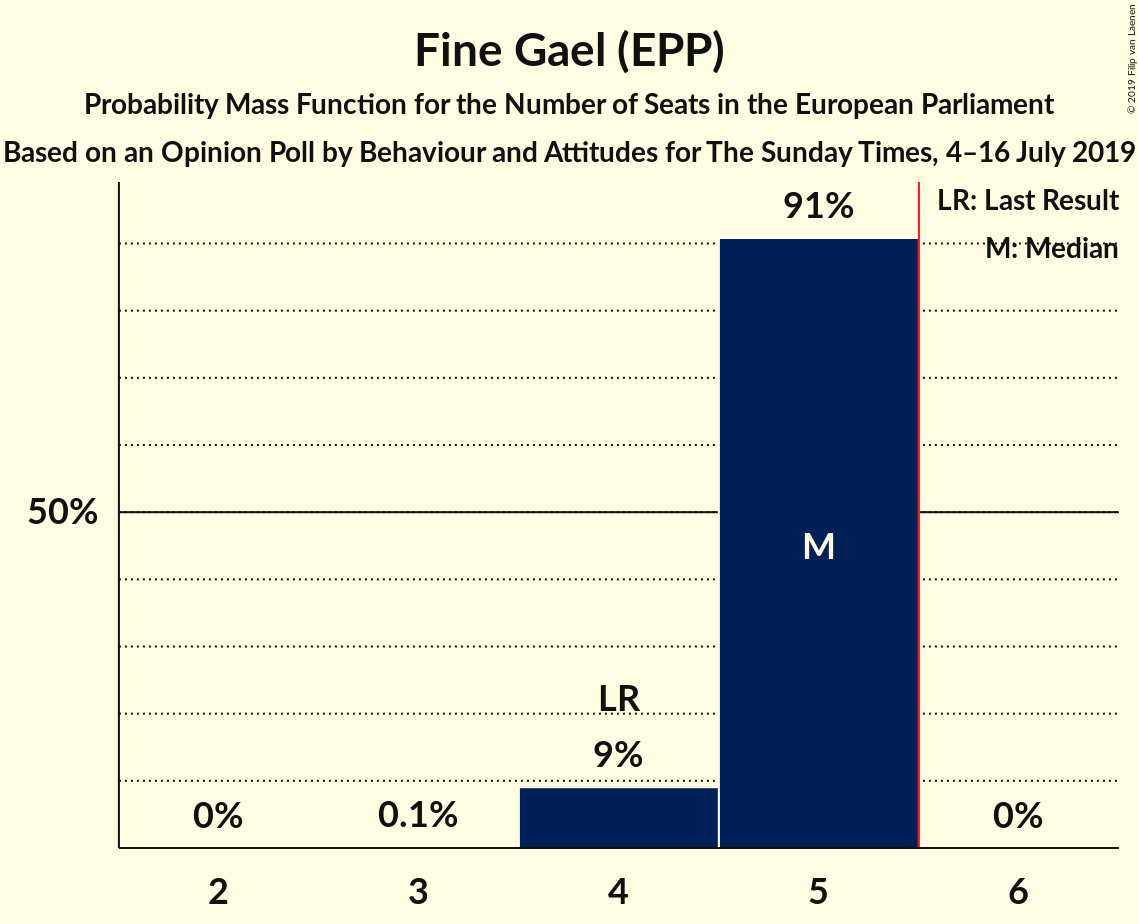 Fine Gael (EPP)
Probability Mass Function for the Number of Seats in the European Parliament
Based on an Opinion Poll by Behaviour and Attitudes for The Sunday Times, 4–16 July 2019
© 2019 Filip van Laenen
91%
LR: Last Result
M: Median
50%
M
LR
9%
0%
0.1%
0%
2
3
4
5
6